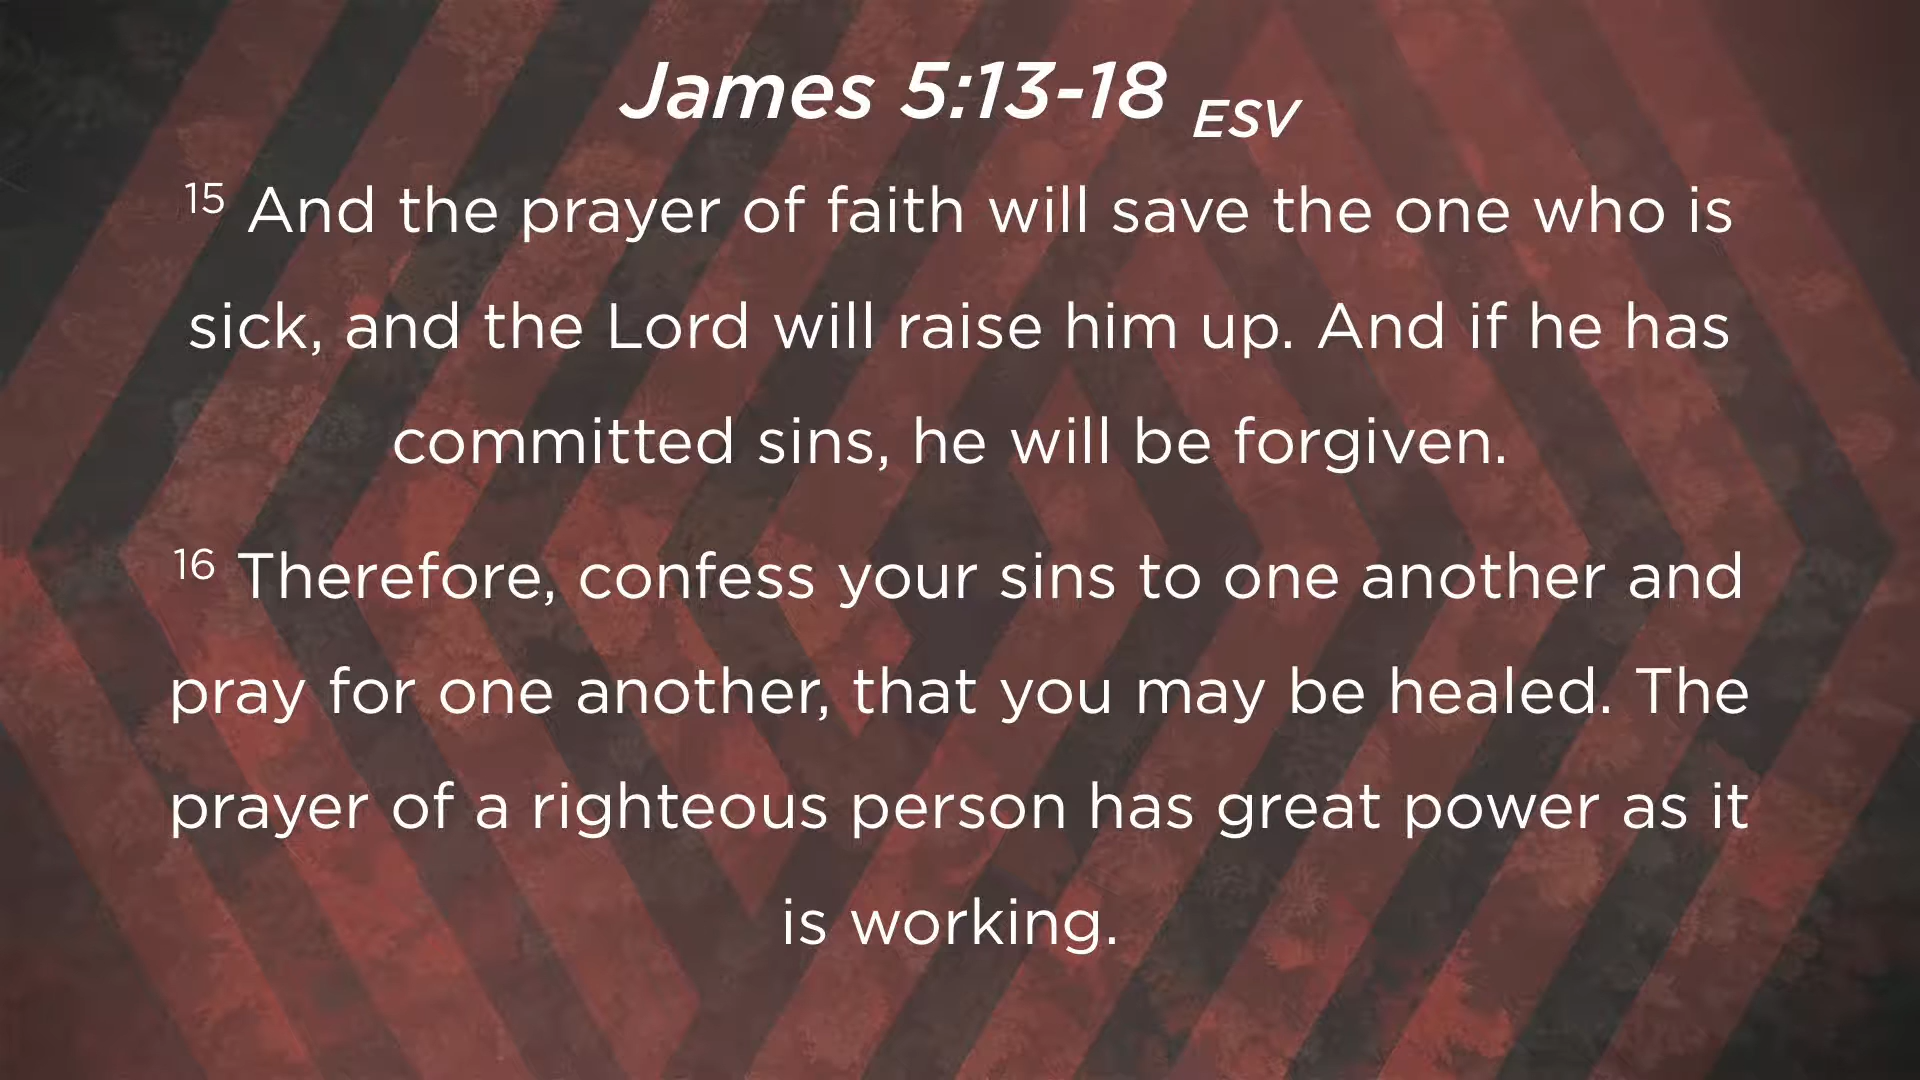 James 5:13-18 ESV
15 And the prayer of faith will save the one who is
sick, and the Lord will raise him up. And if he has
committed sins, he will be forgiven.
16 Therefore, confess your sins to one another and
pray for one another, that you may be healed. The
prayer of a righteous person has great power as it
is working.